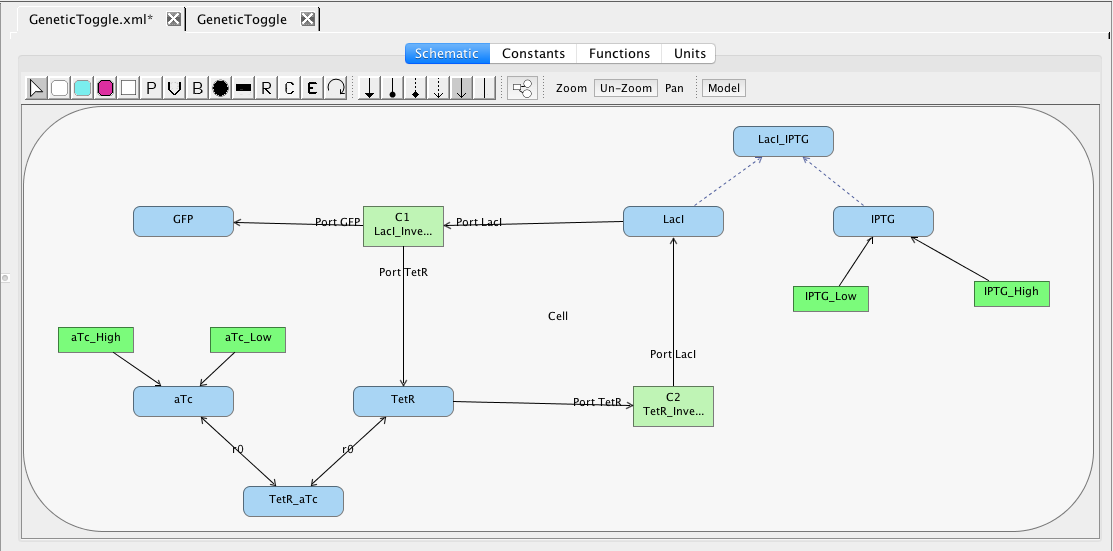 GeneticToggle.xml* GeneticToggle
Schematic Constants Functions Units
P V B R C E Zoom Un-Zoom Pan Model
LacI_IPTG
GFP Port GFP C1 Port LacI LacI IPTG
LacI_Inve...
Port TetR
IPTG_Low IPTG_High
Cell
aTc_High aTc_Low
Port LacI
aTc TetR Port TetR C2
TetR_Inve...
r0 r0
TetR_aTc